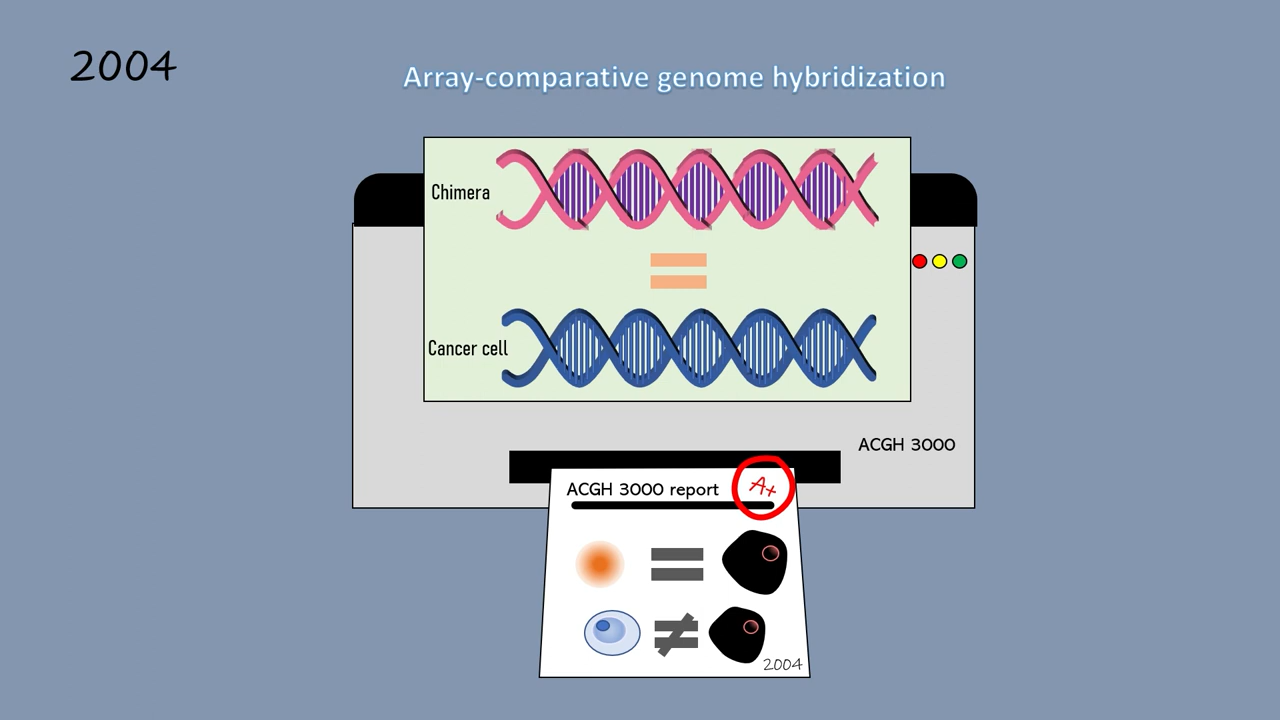 2004
Array-comparative genome hybridization
Chimera
Cancer cell
ACGH 3000
ACGH 3000 report
A+
2004